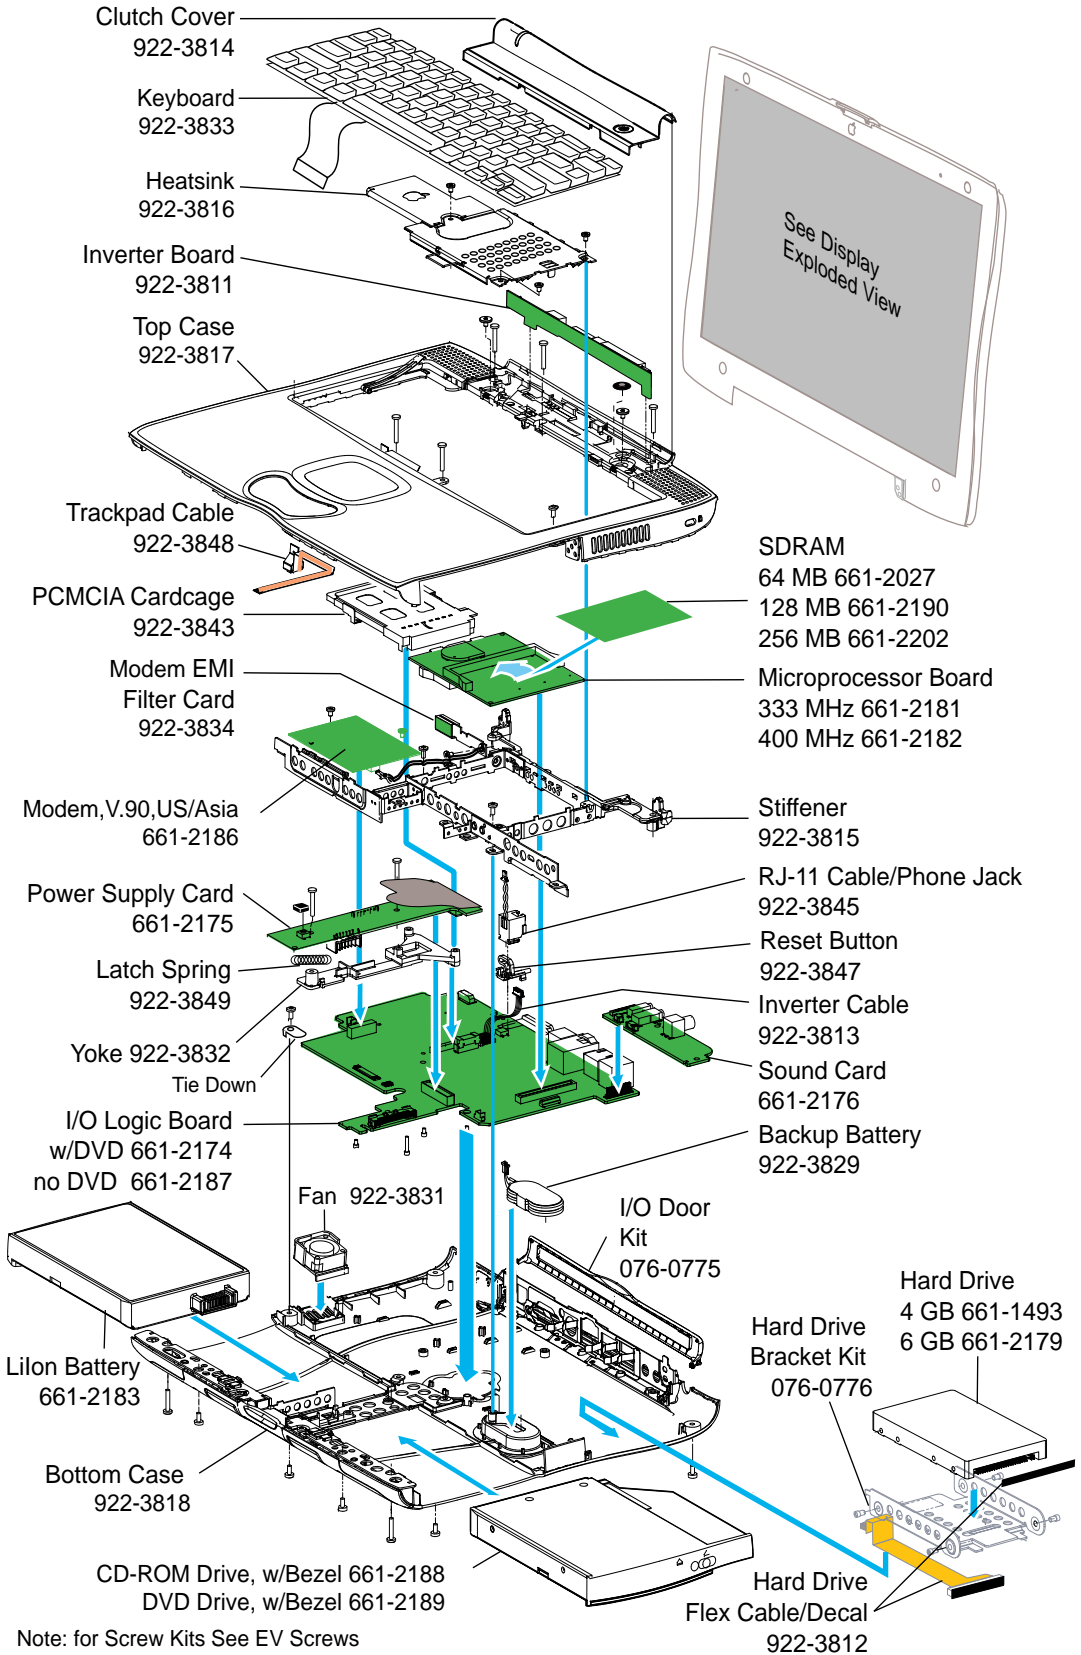 Clutch Cover
922-3814
Keyboard
922-3833
Heatsink
922-3816
Inverter Board
922-3811
Top Case
922-3817
See Display
Exploded View
Trackpad Cable
922-3848
PCMCIA Cardcage
922-3843
Modem EMI
Filter Card
922-3834
SDRAM
64 MB 661-2027
128 MB 661-2190
256 MB 661-2202
Microprocessor Board
333 MHz 661-2181
400 MHz 661-2182
Modem,V.90,US/Asia
661-2186
Stiffener
922-3815
Power Supply Card
661-2175
RJ-11 Cable/Phone Jack
922-3845
Latch Spring
922-3849
Reset Button
922-3847
Inverter Cable
922-3813
Yoke 922-3832
Tie Down
Sound Card
661-2176
I/O Logic Board
w/DVD 661-2174
no DVD 661-2187
Backup Battery
922-3829
Fan 922-3831
I/O Door
Kit
076-0775
Hard Drive
4 GB 661-1493
6 GB 661-2179
Hard Drive
Bracket Kit
076-0776
LiIon Battery
661-2183
Bottom Case
922-3818
CD-ROM Drive, w/Bezel 661-2188
DVD Drive, w/Bezel 661-2189
Hard Drive
Flex Cable/Decal
922-3812
Note: for Screw Kits See EV Screws